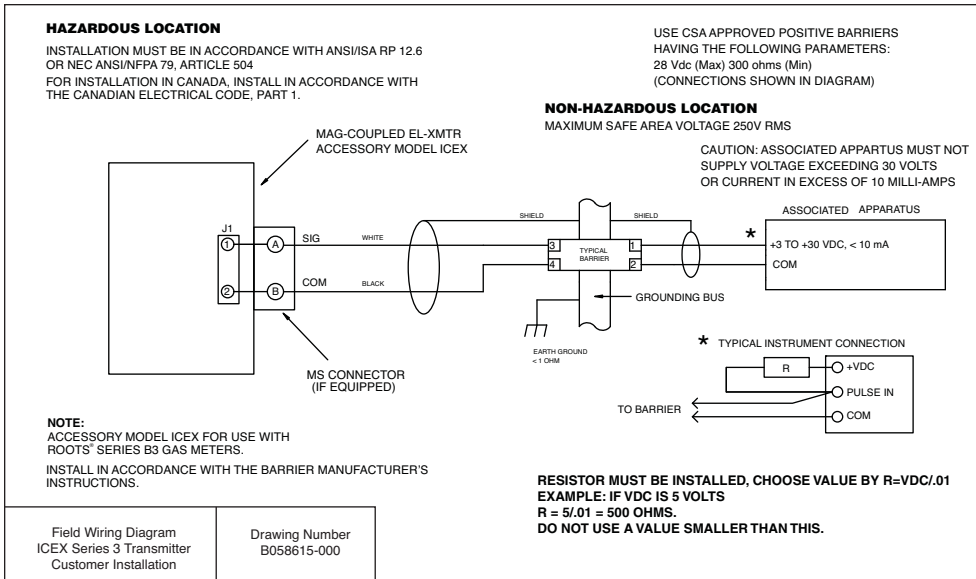 HAZARDOUS LOCATION
INSTALLATION MUST BE IN ACCORDANCE WITH ANSI/ISA RP 12.6
OR NEC ANSI/NFPA 79, ARTICLE 504
FOR INSTALLATION IN CANADA, INSTALL IN ACCORDANCE WITH
THE CANADIAN ELECTRICAL CODE, PART 1.
USE CSA APPROVED POSITIVE BARRIERS
HAVING THE FOLLOWING PARAMETERS:
28 Vdc (Max) 300 ohms (Min)
(CONNECTIONS SHOWN IN DIAGRAM)
NON-HAZARDOUS LOCATION
MAXIMUM SAFE AREA VOLTAGE 250V RMS
CAUTION: ASSOCIATED APPARTUS MUST NOT
SUPPLY VOLTAGE EXCEEDING 30 VOLTS
OR CURRENT IN EXCESS OF 10 MILLI-AMPS
MAG-COUPLED EL-XMTR
ACCESSORY MODEL ICEX
J1
1
2
A
B
SIG
COM
WHITE
BLACK
SHIELD
SHIELD
3
4
TYPICAL
BARRIER
1
2
ASSOCIATED APPARATUS
*
+3 TO +30 VDC, < 10 mA
COM
GROUNDING BUS
EARTH GROUND
< 1 OHM
MS CONNECTOR
(IF EQUIPPED)
* TYPICAL INSTRUMENT CONNECTION
R
+VDC
PULSE IN
COM
TO BARRIER
NOTE:
ACCESSORY MODEL ICEX FOR USE WITH
ROOTS® SERIES B3 GAS METERS.
INSTALL IN ACCORDANCE WITH THE BARRIER MANUFACTURER'S
INSTRUCTIONS.
RESISTOR MUST BE INSTALLED, CHOOSE VALUE BY R=VDC/.01
EXAMPLE: IF VDC IS 5 VOLTS
R = 5/.01 = 500 OHMS.
DO NOT USE A VALUE SMALLER THAN THIS.
Field Wiring Diagram
ICEX Series 3 Transmitter
Customer Installation
Drawing Number
B058615-000